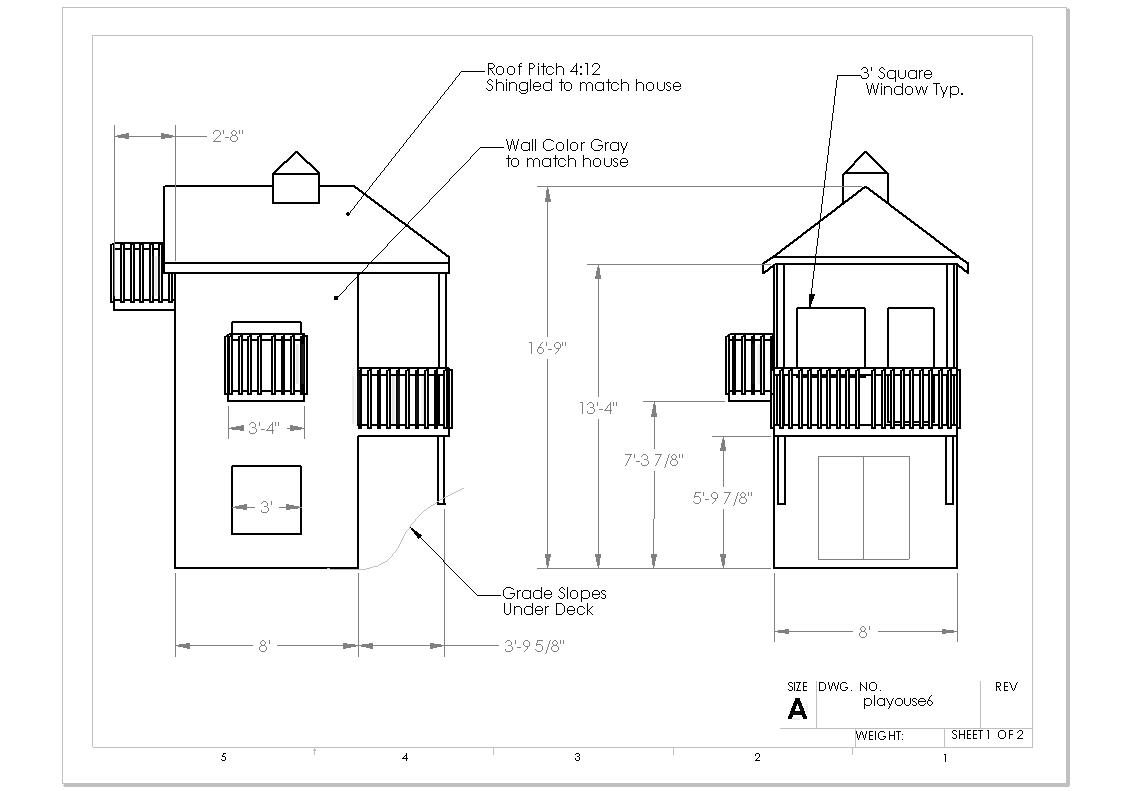 Roof Pitch 4:12
Shingled to match house
3' Square
Window Typ.
2'-8"
Wall Color Gray
to match house
16'-9"
13'-4"
3'-4"
7'-3 7/8"
5'-9 7/8"
3'
Grade Slopes
Under Deck
8'
3'-9 5/8"
8'
SIZE
A
DWG. NO.
playouse6
REV
WEIGHT:
SHEET 1 OF 2
5
4
3
2
1